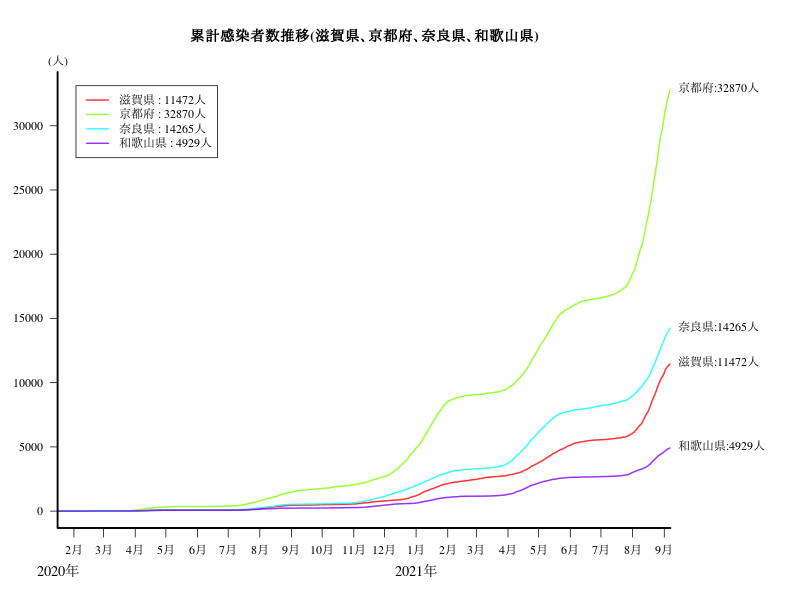 累計感染者数推移(滋賀県、京都府、奈良県、和歌山県)
(人)
滋賀県 : 11472人
京都府 : 32870人
奈良県 : 14265人
和歌山県 : 4929人
京都府:32870人
奈良県:14265人
滋賀県:11472人
和歌山県:4929人
30000
25000
20000
15000
10000
5000
0
2月 3月 4月 5月 6月 7月 8月 9月 10月 11月 12月 1月 2月 3月 4月 5月 6月 7月 8月 9月
2020年 2021年